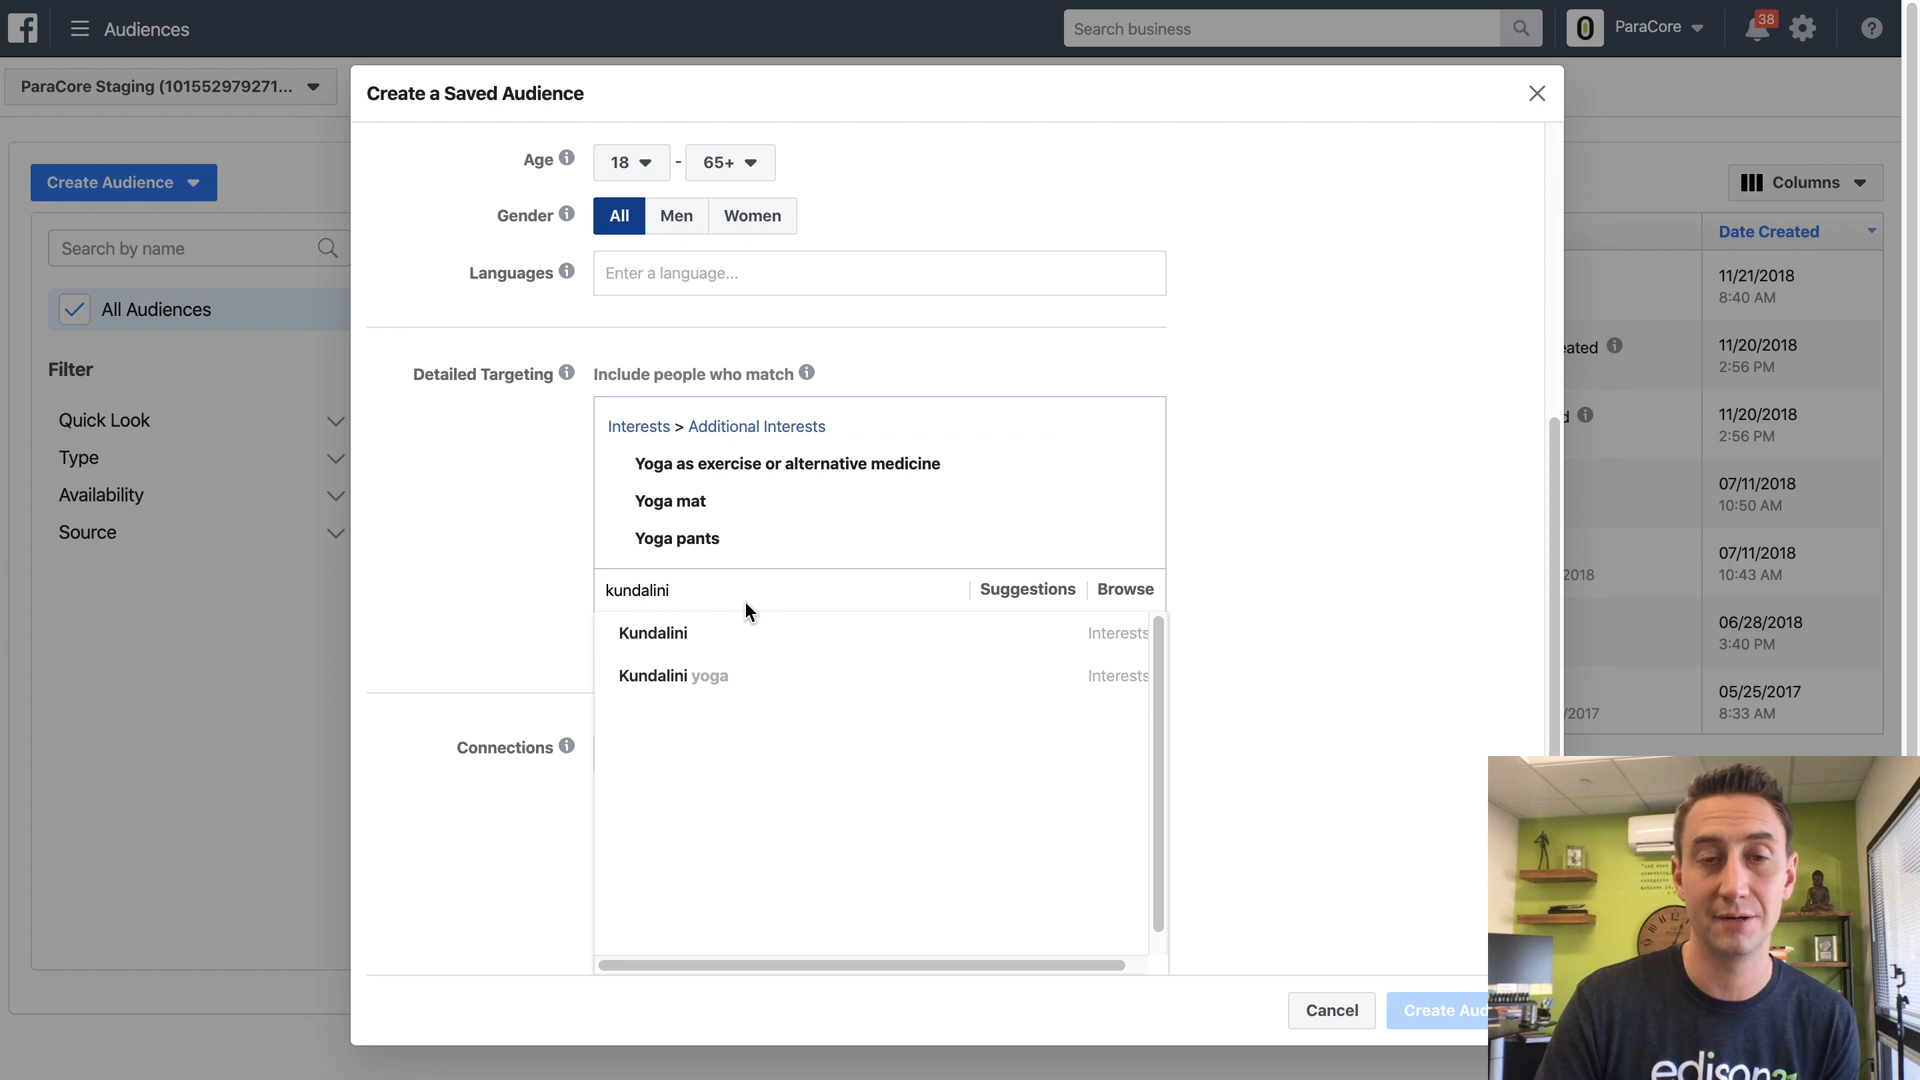 Audiences
Search business
ParaCore
38
ParaCore Staging (101552979271...
Create a Saved Audience
Create Audience
Search by name
All Audiences
Filter
Quick Look
Type
Availability
Source
Age
18
-
65+
Gender
All
Men
Women
Languages
Enter a language...
Detailed Targeting
Include people who match
Interests > Additional Interests
Yoga as exercise or alternative medicine
Yoga mat
Yoga pants
kundalini
Suggestions
Browse
Kundalini
Interests
Kundalini yoga
Interests
Connections
Cancel
Create Aud
Columns
Date Created
11/21/2018
8:40 AM
eated
11/20/2018
2:56 PM
d
11/20/2018
2:56 PM
07/11/2018
10:50 AM
07/11/2018
2018
10:43 AM
06/28/2018
3:40 PM
05/25/2017
/2017
8:33 AM
edison